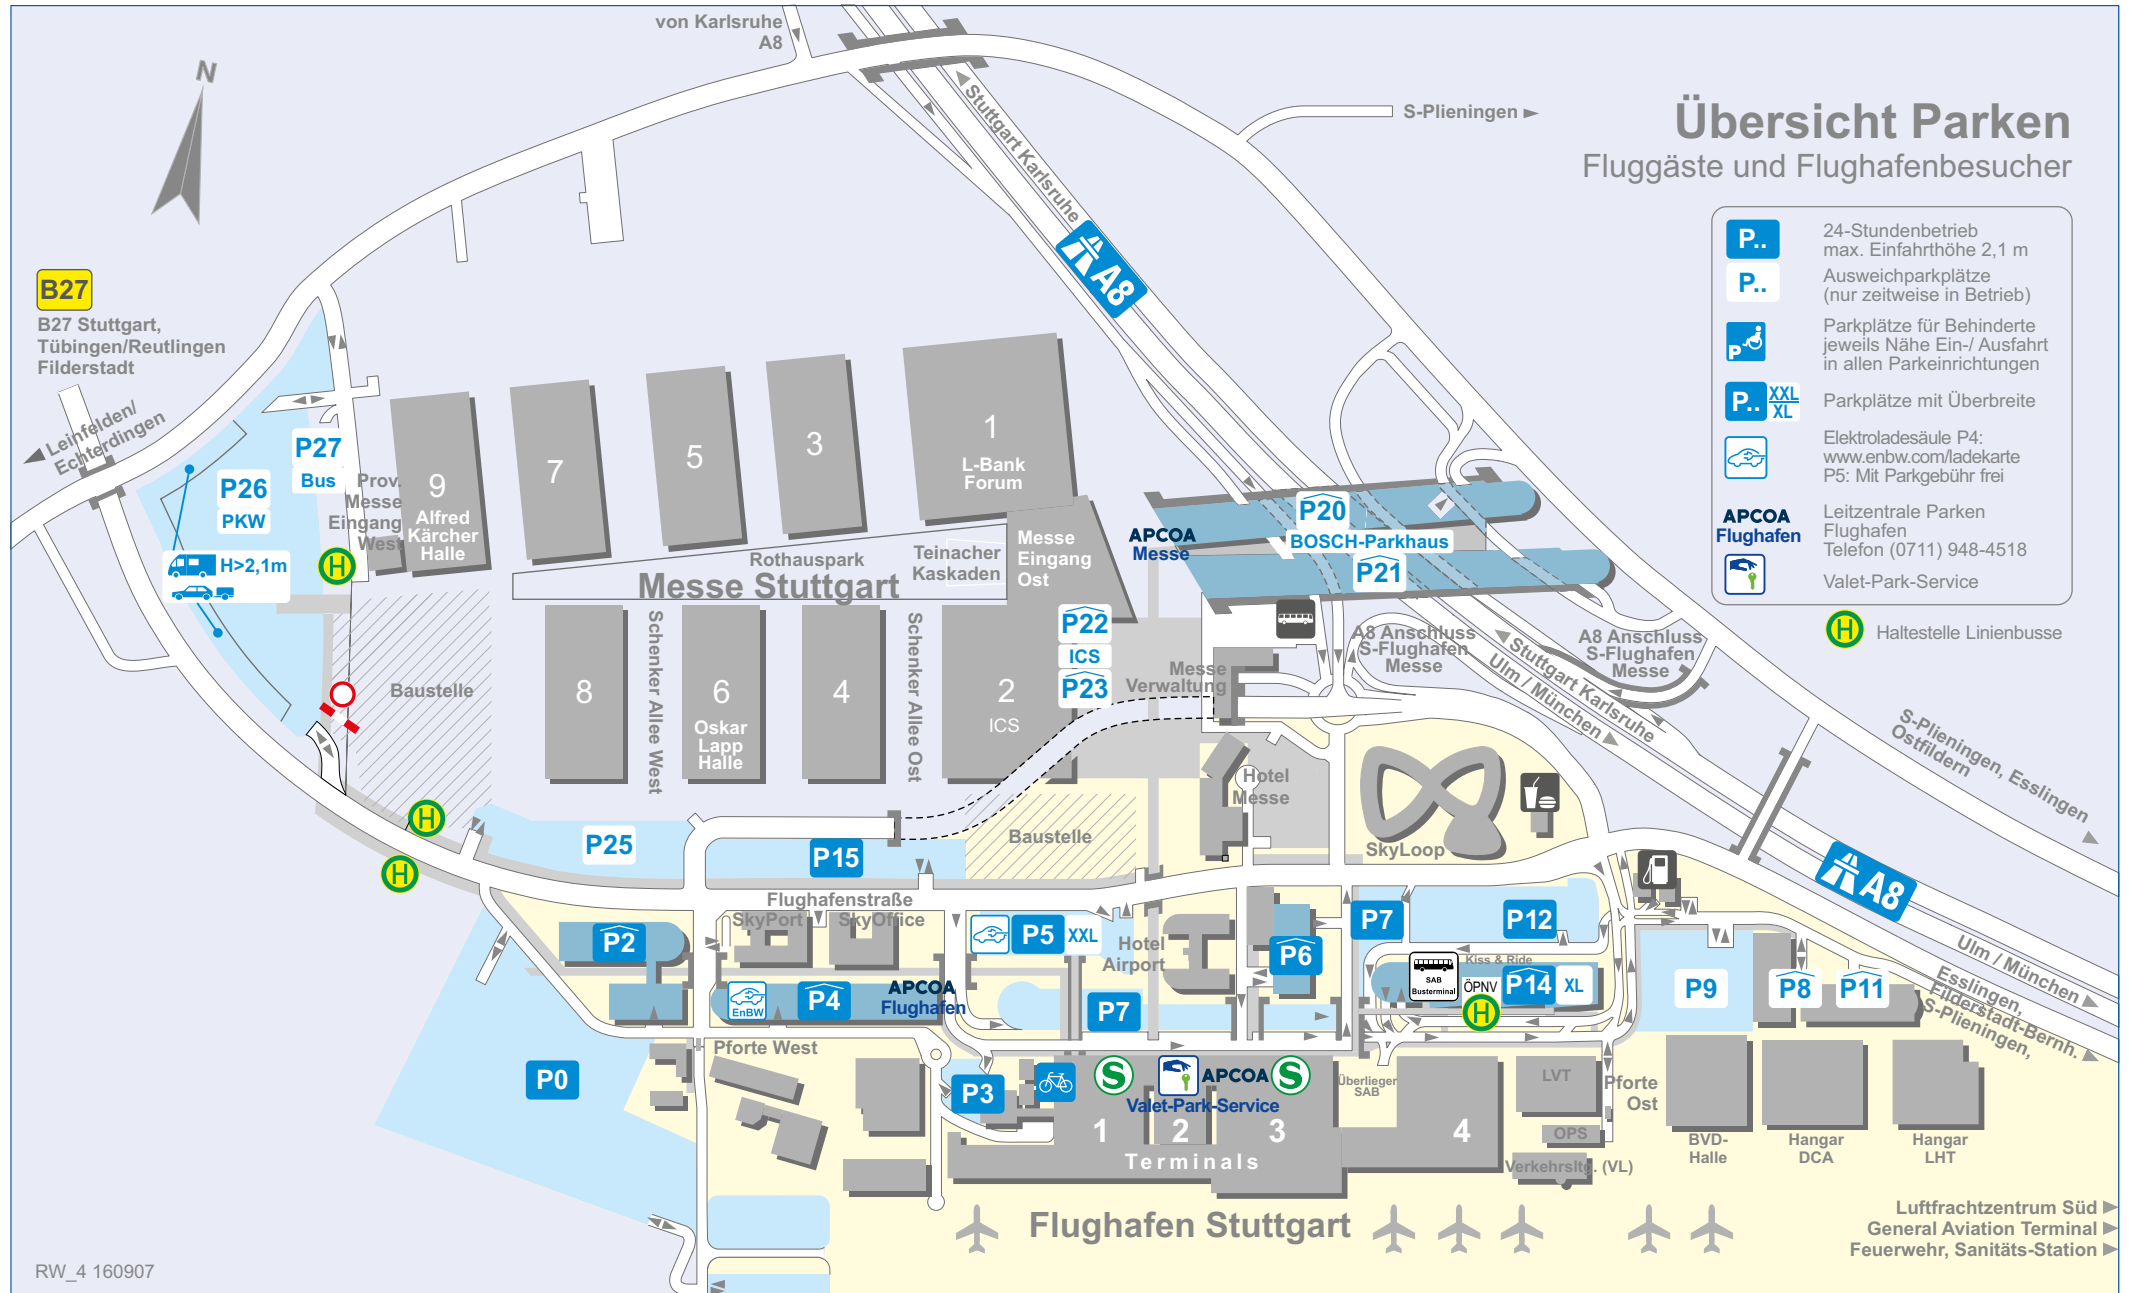 von Karlsruhe
A8
N
Stuttgart Karlsruhe
S-Plieningen
Übersicht Parken
Fluggäste und Flughafenbesucher
P..
24-Stundenbetrieb
max. Einfahrthöhe 2,1 m
P..
Ausweichparkplätze
(nur zeitweise in Betrieb)
P
Parkplätze für Behinderte
jeweils Nähe Ein-/ Ausfahrt
in allen Parkeinrichtungen
P.. XXL
XL
Parkplätze mit Überbreite
Elektroladesäule P4:
www.enbw.com/ladekarte
P5: Mit Parkgebühr frei
APCOA
Flughafen
Leitzentrale Parken
Flughafen
Telefon (0711) 948-4518
Valet-Park-Service
H
Haltestelle Linienbusse
A8
B27
B27 Stuttgart,
Tübingen/Reutlingen
Filderstadt
Leinfelden/
Echterdingen
P27
Bus
P26
PKW
H>2,1m
Prov.
Messe
Eingang
West
H
9
Alfred
Kärcher
Halle
7
5
3
1
L-Bank
Forum
Messe
Eingang
Ost
Rothauspark
Teinacher
Kaskaden
Messe Stuttgart
APCOA
Messe
P20
BOSCH-Parkhaus
P21
P22
ICS
P23
Baustelle
8
Schenker Allee West
6
Oskar
Lapp
Halle
4
Schenker Allee Ost
2
ICS
Messe
Verwaltung
A8 Anschluss
S-Flughafen
Messe
A8 Anschluss
S-Flughafen
Messe
Stuttgart Karlsruhe
Ulm / München
S-Plieningen, Esslingen
Ostfildern
Hotel
Messe
SkyLoop
Baustelle
A8
H
H
P25
P15
Flughafenstraße
SkyPort
SkyOffice
P2
P5
XXL
Hotel
Airport
P6
P7
P12
Kiss & Ride
SAB
Busterminal
ÖPNV
P14
XL
H
P9
P8
P11
Ulm / München
Esslingen,
Filderstadt-Bernh.
S-Plieningen,
EnBW
P4
APCOA
Flughafen
P7
Pforte West
P0
P3
S
APCOA
S
Valet-Park-Service
Überlieger
SAB
1
2
3
4
Terminals
LVT
OPS
Verkehrsltg. (VL)
Pforte
Ost
BVD-
Halle
Hangar
DCA
Hangar
LHT
Flughafen Stuttgart
Luftfrachtzentrum Süd
General Aviation Terminal
Feuerwehr, Sanitäts-Station
RW_4 160907